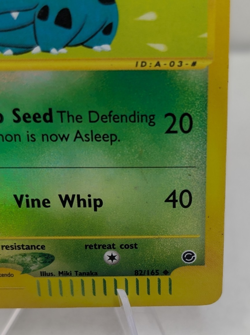 ID:A-03-#
Seed The Defending 20
is now Asleep.
Vine Whip 40
resistance retreat cost
Illus. Miki Tanaka 02/165